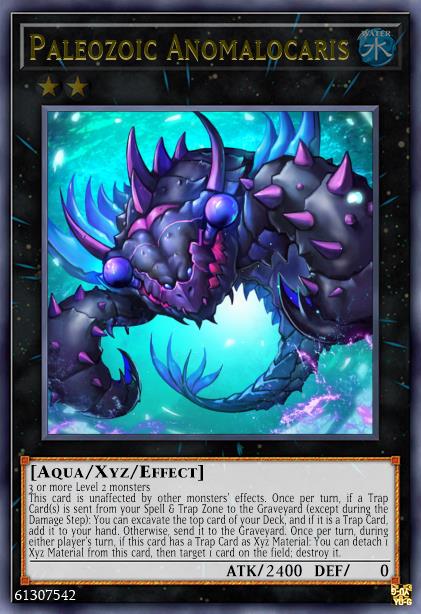 PALEOZOIC ANOMALOCARIS
WATER
水
[AQUA/XYZ/EFFECT]
3 or more Level 2 monsters
This card is unaffected by other monsters' effects. Once per turn, if a Trap
Card(s) is sent from your Spell & Trap Zone to the Graveyard (except during the
Damage Step): You can excavate the top card of your Deck, and if it is a Trap Card,
add it to your hand. Otherwise, send it to the Graveyard. Once per turn, during
either player's turn, if this card has a Trap Card as Xyz Material: You can detach 1
Xyz Material from this card, then target 1 card on the field; destroy it.
ATK/2400 DEF/ 0
61307542